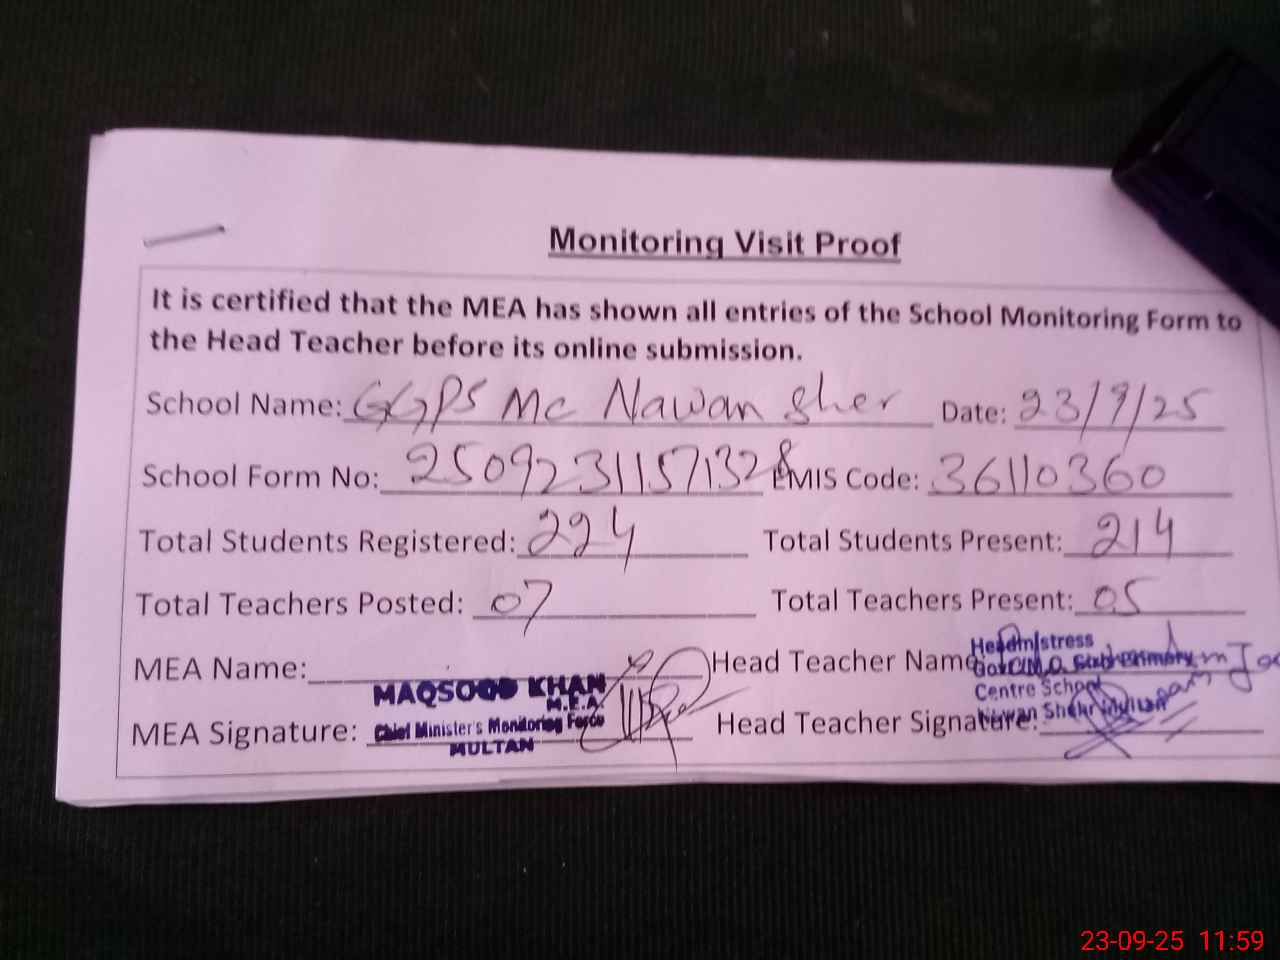 Monitoring Visit Proof
It is certified that the MEA has shown all entries of the School Monitoring Form to
the Head Teacher before its online submission.
School Name: GGPS Mc Nawan Sher Date: 23/9/25
School Form No: 25092311571328 EMIS Code: 36110360
Total Students Registered: 224 Total Students Present: 214
Total Teachers Posted: 07 Total Teachers Present: 05
MEA Name: Head Teacher Name
MAQSOOD KHAN
M.E.A
Chief Minister's Monitoring Force
MULTAN
MEA Signature: Head Teacher Signature:
Headmistress
Centre School
23-09-25 11:59